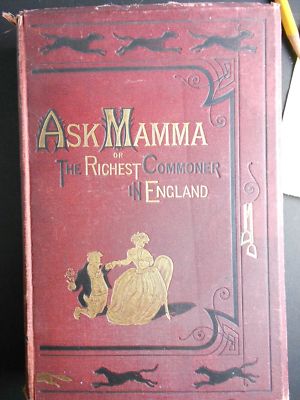 ASK MAMMA
OR
THE RICHEST COMMONER
IN ENGLAND